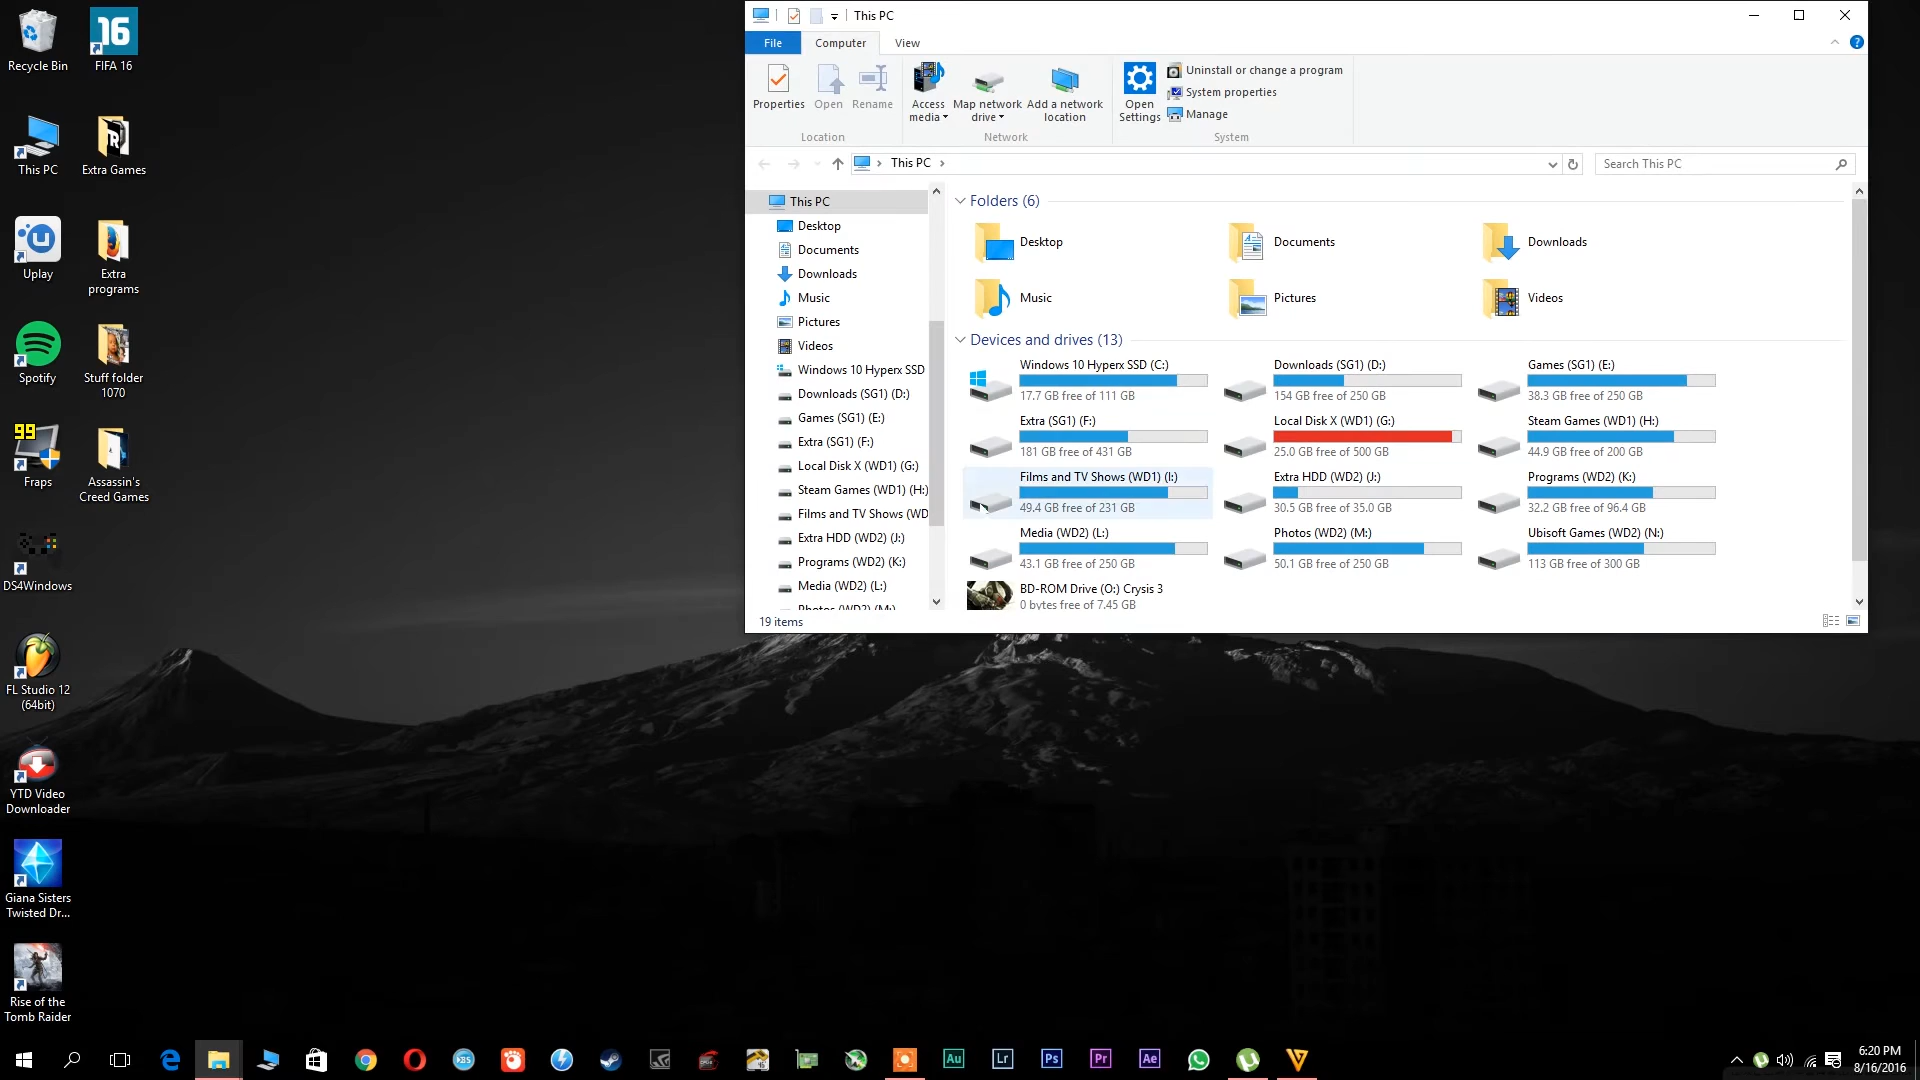 Recycle Bin
16
FIFA 16
This PC
Extra Games
Uplay
Extra
programs
Spotify
Stuff folder
1070
99
Fraps
Assassin's
Creed Games
DS4Windows
FL Studio 12
(64bit)
YTD Video
Downloader
Giana Sisters
Twisted Dr...
Rise of the
Tomb Raider
This PC
File
Computer
View
Properties
Open
Rename
Location
Access
media
Map network
drive
Add a network
location
Network
Open
Settings
Uninstall or change a program
System properties
Manage
System
This PC
Search This PC
This PC
Desktop
Documents
Downloads
Music
Pictures
Videos
Windows 10 Hyperx SSD
Downloads (SG1) (D:)
Games (SG1) (E:)
Extra (SG1) (F:)
Local Disk X (WD1) (G:)
Steam Games (WD1) (H:)
Films and TV Shows (WD
Extra HDD (WD2) (J:)
Programs (WD2) (K:)
Media (WD2) (L:)
Photos (WD2) (M:)
Folders (6)
Desktop
Documents
Downloads
Music
Pictures
Videos
Devices and drives (13)
Windows 10 Hyperx SSD (C:)
17.7 GB free of 111 GB
Downloads (SG1) (D:)
154 GB free of 250 GB
Games (SG1) (E:)
38.3 GB free of 250 GB
Extra (SG1) (F:)
181 GB free of 431 GB
Local Disk X (WD1) (G:)
25.0 GB free of 500 GB
Steam Games (WD1) (H:)
44.9 GB free of 200 GB
Films and TV Shows (WD1) (I:)
49.4 GB free of 231 GB
Extra HDD (WD2) (J:)
30.5 GB free of 35.0 GB
Programs (WD2) (K:)
32.2 GB free of 96.4 GB
Media (WD2) (L:)
43.1 GB free of 250 GB
Photos (WD2) (M:)
50.1 GB free of 250 GB
Ubisoft Games (WD2) (N:)
113 GB free of 300 GB
BD-ROM Drive (O:) Crysis 3
0 bytes free of 7.45 GB
19 items
Au
Lr
Ps
Pr
Ae
6:20 PM
8/16/2016